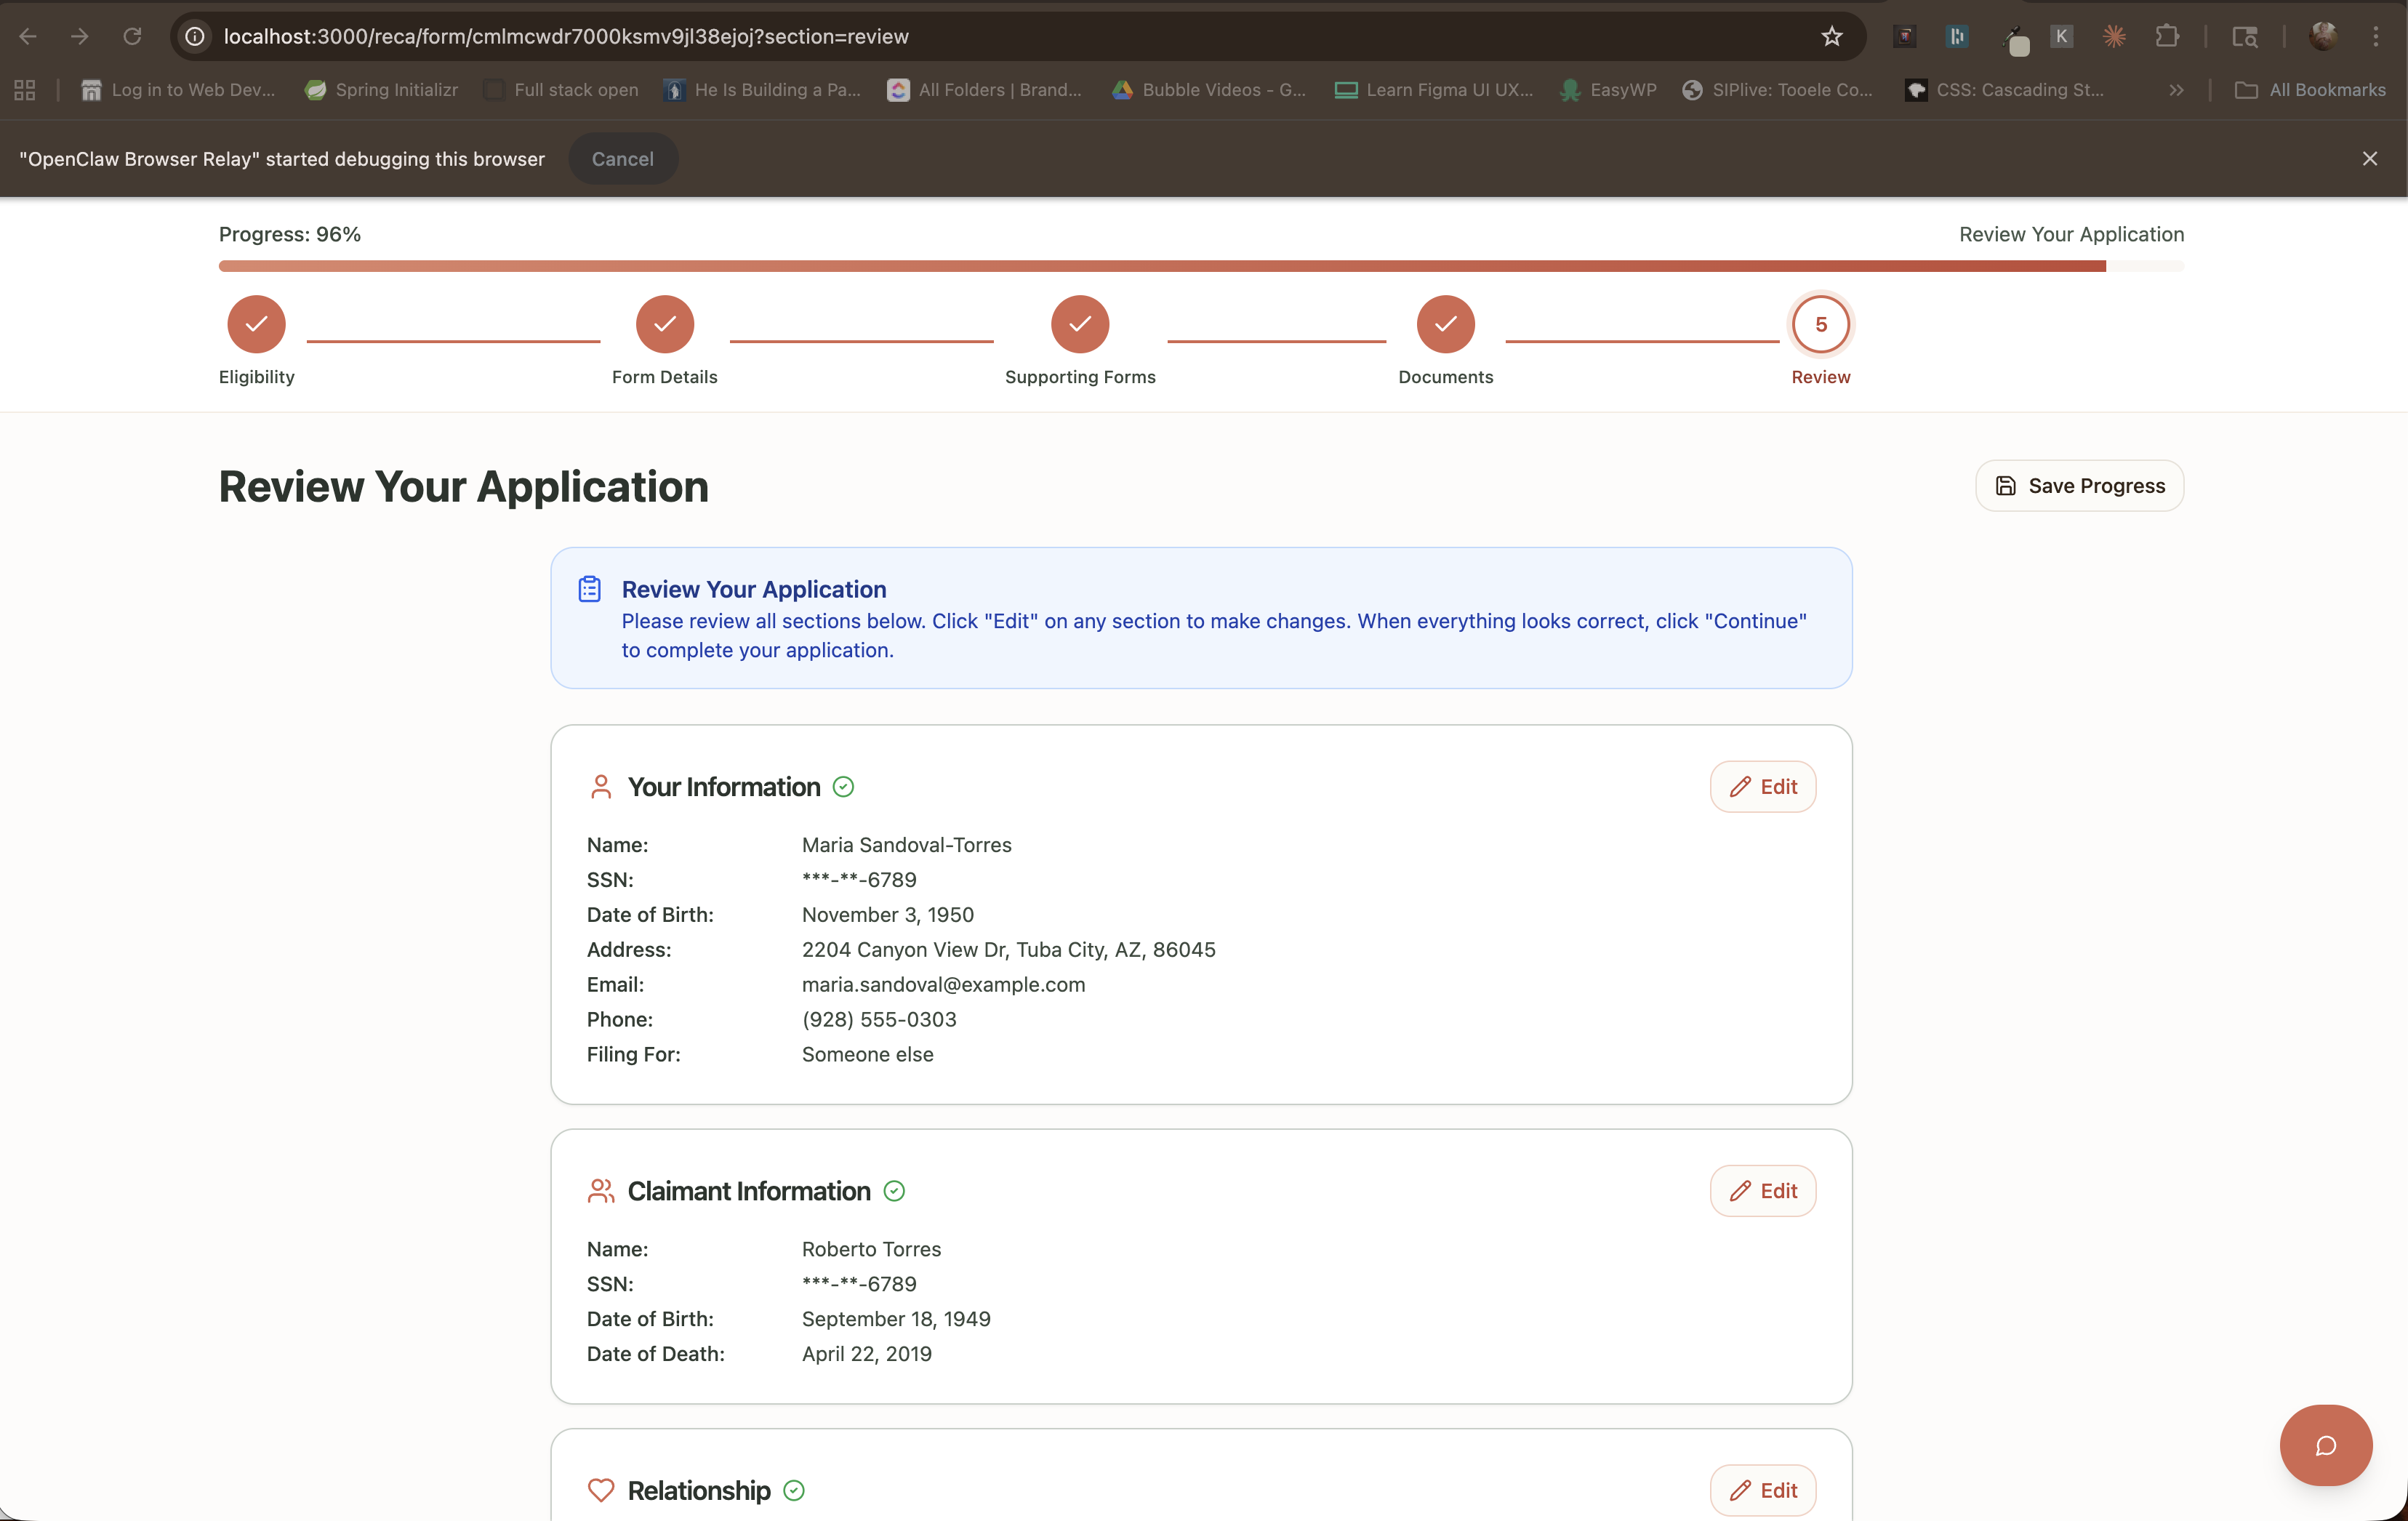 localhost:3000/reca/form/cmlmcwdr7000ksmv9jl38ejoj?section=review
K
Log in to Web Dev...
Spring Initializr
Full stack open
He Is Building a Pa...
All Folders | Brand...
Bubble Videos - G...
Learn Figma UI UX...
EasyWP
SIPlive: Tooele Co...
CSS: Cascading St...
All Bookmarks
"OpenClaw Browser Relay" started debugging this browser
Cancel
Progress: 96%
Review Your Application
5
Eligibility
Form Details
Supporting Forms
Documents
Review
Review Your Application
Save Progress
Review Your Application
Please review all sections below. Click "Edit" on any section to make changes. When everything looks correct, click "Continue"
to complete your application.
Your Information
Edit
Name: Maria Sandoval-Torres
SSN: ***-**-6789
Date of Birth: November 3, 1950
Address: 2204 Canyon View Dr, Tuba City, AZ, 86045
Email: maria.sandoval@example.com
Phone: (928) 555-0303
Filing For: Someone else
Claimant Information
Edit
Name: Roberto Torres
SSN: ***-**-6789
Date of Birth: September 18, 1949
Date of Death: April 22, 2019
Relationship
Edit